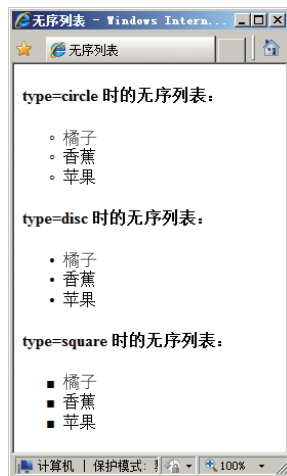 无序列表 - Windows Intern...
无序列表
type=circle 时的无序列表：
橘子
香蕉
苹果
type=disc 时的无序列表：
橘子
香蕉
苹果
type=square 时的无序列表：
橘子
香蕉
苹果
计算机 | 保护模式: 100%